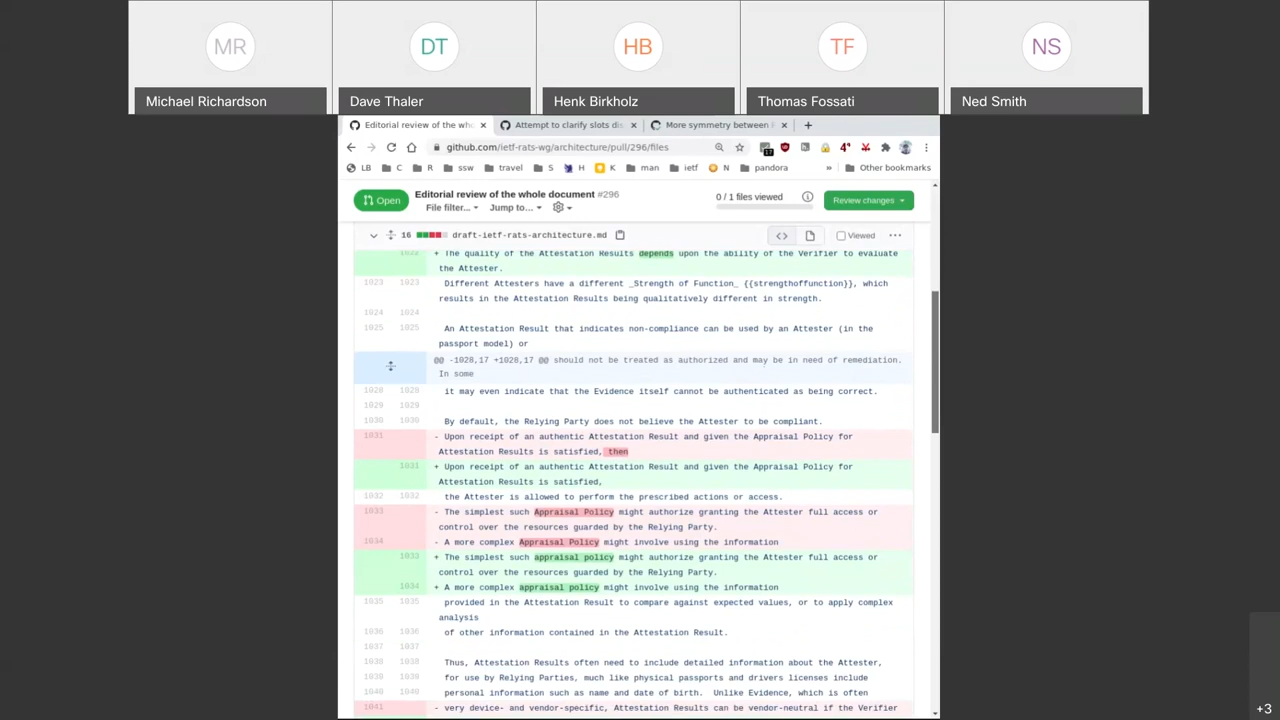 MR
DT
HB
TF
NS
Michael Richardson
Dave Thaler
Henk Birkholz
Thomas Fossati
Ned Smith
Editorial review of the who
Attempt to clarify slots dis
More symmetry between
github.com/ietf-rats-wg/architecture/pull/296/files
LB
C
R
ssw
travel
S
H
K
man
ietf
N
pandora
»
Other bookmarks
Open
Editorial review of the whole document #296
File filter...
Jump to...
0 / 1 files viewed
Review changes
16
draft-ietf-rats-architecture.md
Viewed
+ The quality of the Attestation Results depends upon the ability of the Verifier to evaluate
the Attester.
1023 1023 Different Attesters have a different _Strength of Function_ {{strengthoffunction}}, which
results in the Attestation Results being qualitatively different in strength.
1024 1024
1025 1025 An Attestation Result that indicates non-compliance can be used by an Attester (in the
passport model) or
@@ -1028,17 +1028,17 @@ should not be treated as authorized and may be in need of remediation.
In some
1028 1028 it may even indicate that the Evidence itself cannot be authenticated as being correct.
1029 1029
1030 1030 By default, the Relying Party does not believe the Attester to be compliant.
1031 - Upon receipt of an authentic Attestation Result and given the Appraisal Policy for
Attestation Results is satisfied, then
1031 + Upon receipt of an authentic Attestation Result and given the Appraisal Policy for
Attestation Results is satisfied,
1032 1032 the Attester is allowed to perform the prescribed actions or access.
1033 - The simplest such Appraisal Policy might authorize granting the Attester full access or
control over the resources guarded by the Relying Party.
1034 - A more complex Appraisal Policy might involve using the information
1033 + The simplest such appraisal policy might authorize granting the Attester full access or
control over the resources guarded by the Relying Party.
1034 + A more complex appraisal policy might involve using the information
1035 1035 provided in the Attestation Result to compare against expected values, or to apply complex
analysis
1036 1036 of other information contained in the Attestation Result.
1037 1037
1038 1038 Thus, Attestation Results often need to include detailed information about the Attester,
1039 1039 for use by Relying Parties, much like physical passports and drivers licenses include
1040 1040 personal information such as name and date of birth. Unlike Evidence, which is often
1041 - very device- and vendor-specific, Attestation Results can be vendor-neutral if the Verifier
+3